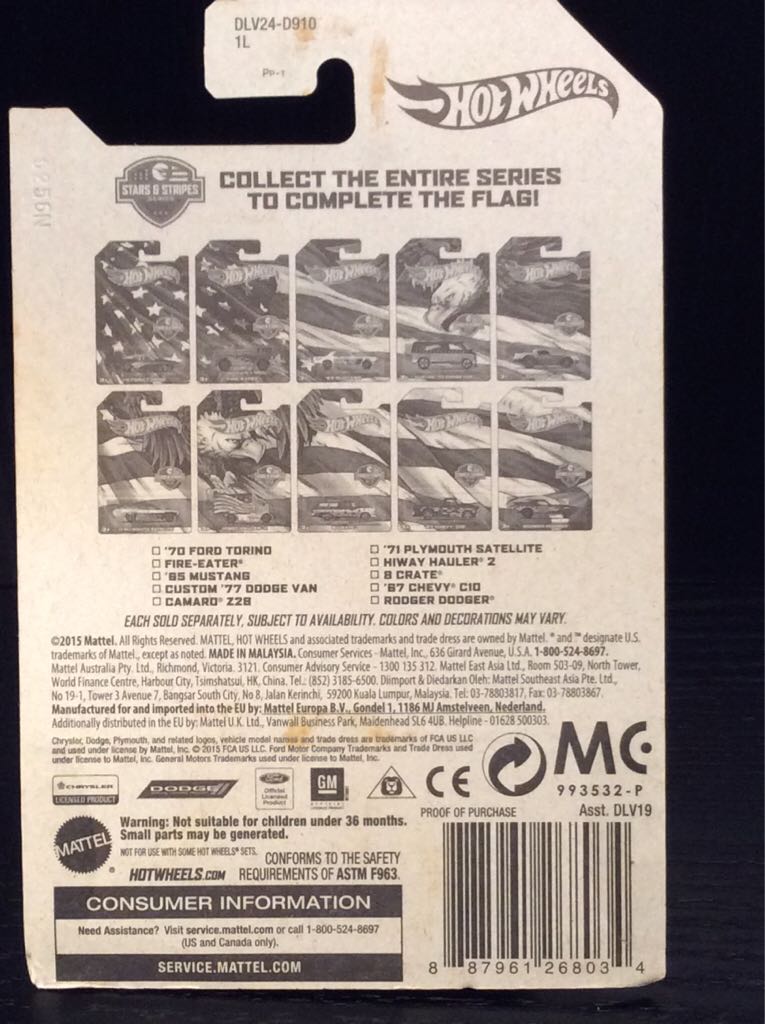 DLV24-D910
1L
PP-1
HOT WHEELS
STARS & STRIPES
SERIES
COLLECT THE ENTIRE SERIES
TO COMPLETE THE FLAG!
☐ '70 FORD TORINO
☐ FIRE-EATER®
☐ '65 MUSTANG
☐ CUSTOM '77 DODGE VAN
☐ CAMARO® Z28
☐ '71 PLYMOUTH SATELLITE
☐ HIWAY HAULER® 2
☐ 8 CRATE®
☐ '67 CHEVY® C10
☐ RODGER DODGER®
EACH SOLD SEPARATELY, SUBJECT TO AVAILABILITY. COLORS AND DECORATIONS MAY VARY.
©2015 Mattel. All Rights Reserved. MATTEL, HOT WHEELS and associated trademarks and trade dress are owned by Mattel. ® and ™ designate U.S.
trademarks of Mattel, except as noted. MADE IN MALAYSIA. Consumer Services - Mattel, Inc., 636 Girard Avenue, U.S.A. 1-800-524-8697.
Mattel Australia Pty. Ltd., Richmond, Victoria. 3121. Consumer Advisory Service - 1300 135 312. Mattel East Asia Ltd., Room 503-09, North Tower,
World Finance Centre, Harbour City, Tsimshatsui, HK, China. Tel.: (852) 3185-6500. Diimport & Diedarkan Oleh: Mattel Southeast Asia Pte. Ltd.,
No 19-1, Tower 3 Avenue 7, Bangsar South City, No 8, Jalan Kerinchi, 59200 Kuala Lumpur, Malaysia. Tel: 03-78803817, Fax: 03-78803867.
Manufactured for and imported into the EU by: Mattel Europa B.V., Gondel 1, 1186 MJ Amstelveen, Nederland.
Additionally distributed in the EU by: Mattel U.K. Ltd., Vanwall Business Park, Maidenhead SL6 4UB. Helpline - 01628 500303.
Chrysler, Dodge, Plymouth, and related logos, vehicle model names and trade dress are trademarks of FCA US LLC
and used under license by Mattel, Inc. © 2015 FCA US LLC. Ford Motor Company Trademarks and Trade Dress used
under license to Mattel, Inc. General Motors Trademarks used under license to Mattel, Inc.
CHRYSLER
LICENSED PRODUCT
DODGE
Ford
Official
Licensed
Product
GM
CE
MC
993532-P
PROOF OF PURCHASE
Asst. DLV19
MATTEL
Warning: Not suitable for children under 36 months.
Small parts may be generated.
NOT FOR USE WITH SOME HOT WHEELS® SETS.
HOTWHEELS.COM
CONFORMS TO THE SAFETY
REQUIREMENTS OF ASTM F963.
CONSUMER INFORMATION
Need Assistance? Visit service.mattel.com or call 1-800-524-8697
(US and Canada only).
SERVICE.MATTEL.COM
8 87961 26803 4